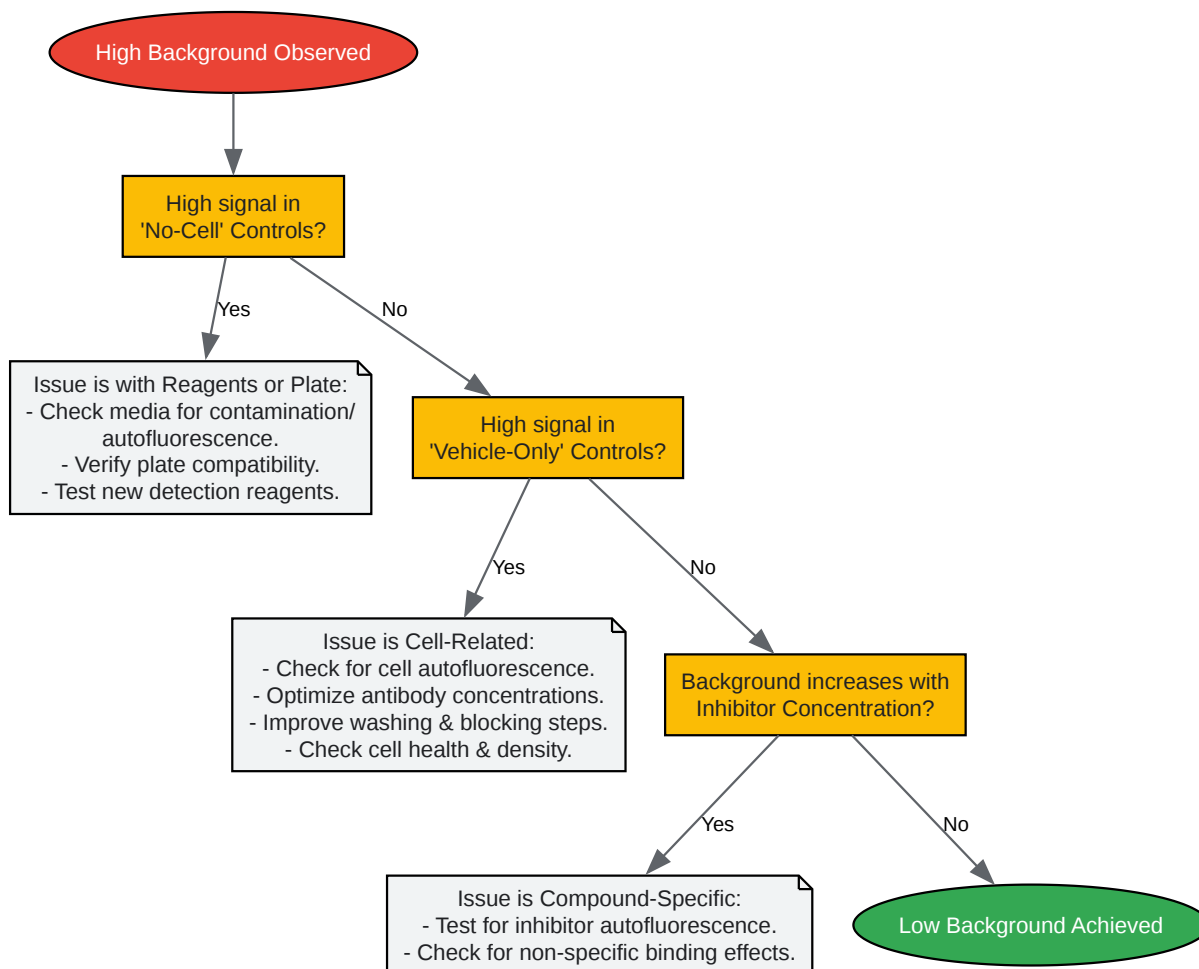 High Background Observed
High signal in
'No-Cell' Controls?
Yes
No
Issue is with Reagents or Plate:
- Check media for contamination/
autofluorescence.
- Verify plate compatibility.
- Test new detection reagents.
High signal in
'Vehicle-Only' Controls?
Yes
No
Issue is Cell-Related:
- Check for cell autofluorescence.
- Optimize antibody concentrations.
- Improve washing & blocking steps.
- Check cell health & density.
Background increases with
Inhibitor Concentration?
Yes
No
Issue is Compound-Specific:
- Test for inhibitor autofluorescence.
- Check for non-specific binding effects.
Low Background Achieved